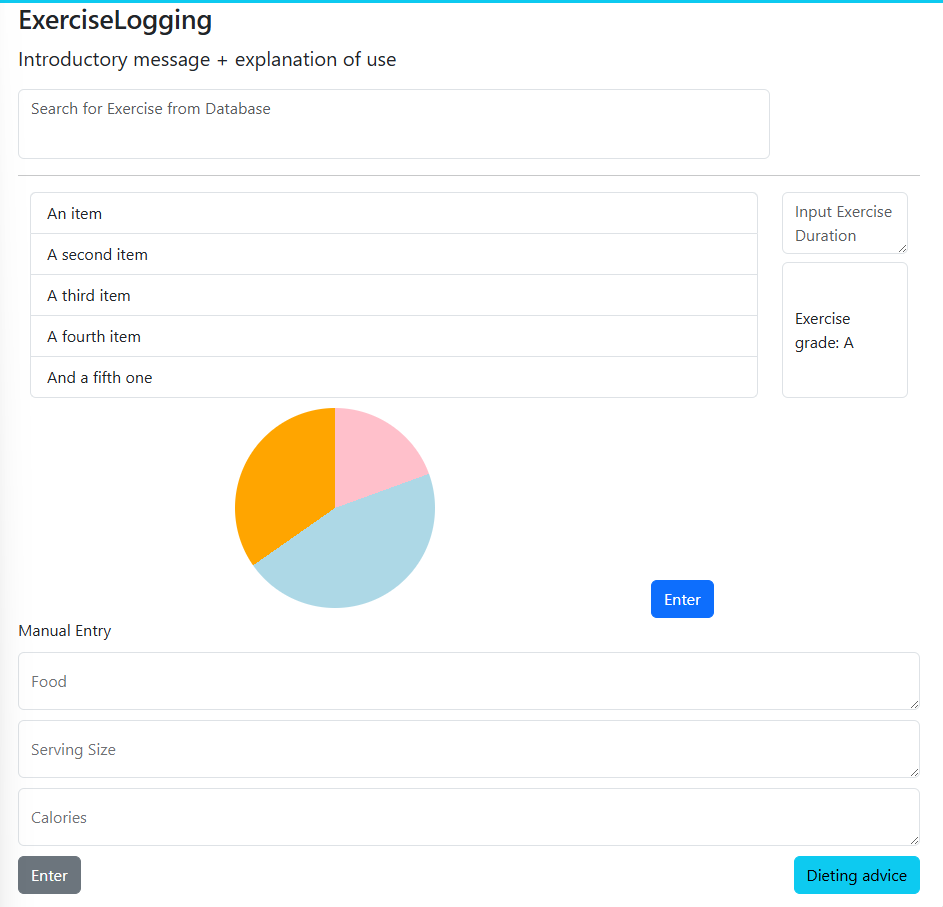 ExerciseLogging
Introductory message + explanation of use
Search for Exercise from Database
An item
A second item
A third item
A fourth item
And a fifth one
Input Exercise
Duration
Exercise
grade: A
Enter
Manual Entry
Food
Serving Size
Calories
Enter
Dieting advice